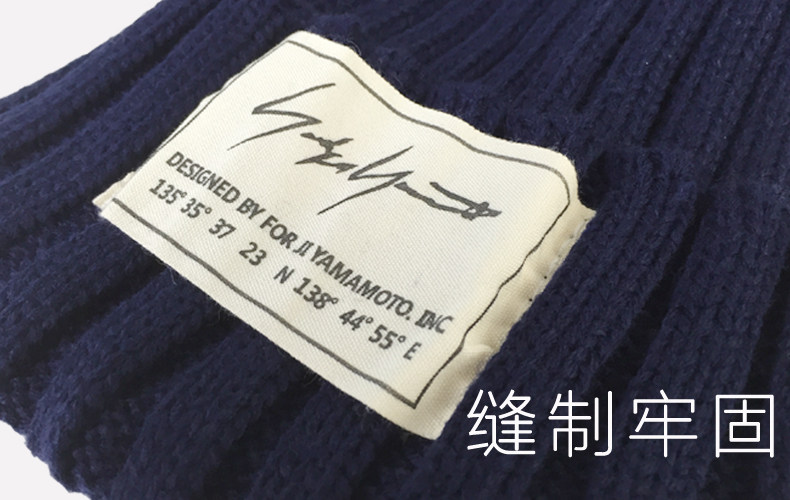 DESIGNED BY FOR JI YAMAMOTO. INC
135° 35° 37 23 N 138° 44° 55° E
缝制牢固